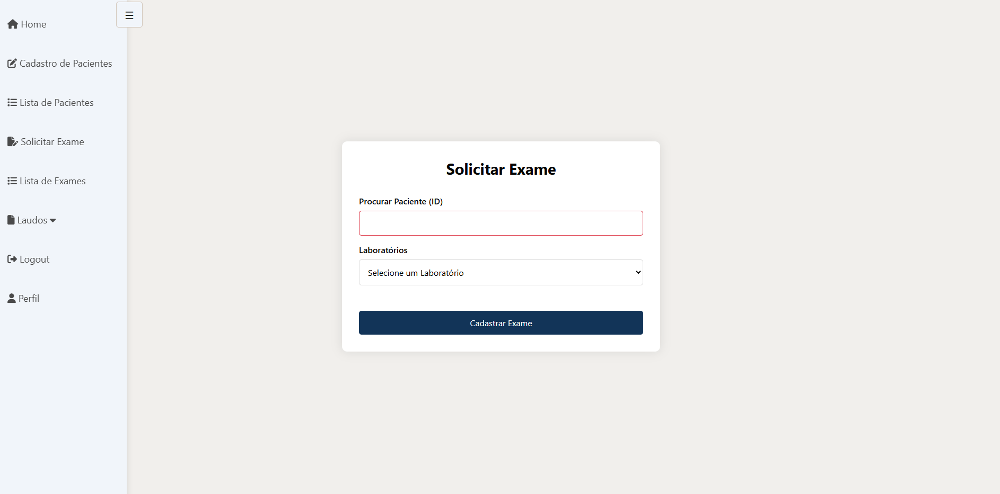 Home
Cadastro de Pacientes
Lista de Pacientes
Solicitar Exame
Lista de Exames
Laudos
Logout
Perfil
Solicitar Exame
Procurar Paciente (ID)
Laboratórios
Selecione um Laboratório
Cadastrar Exame